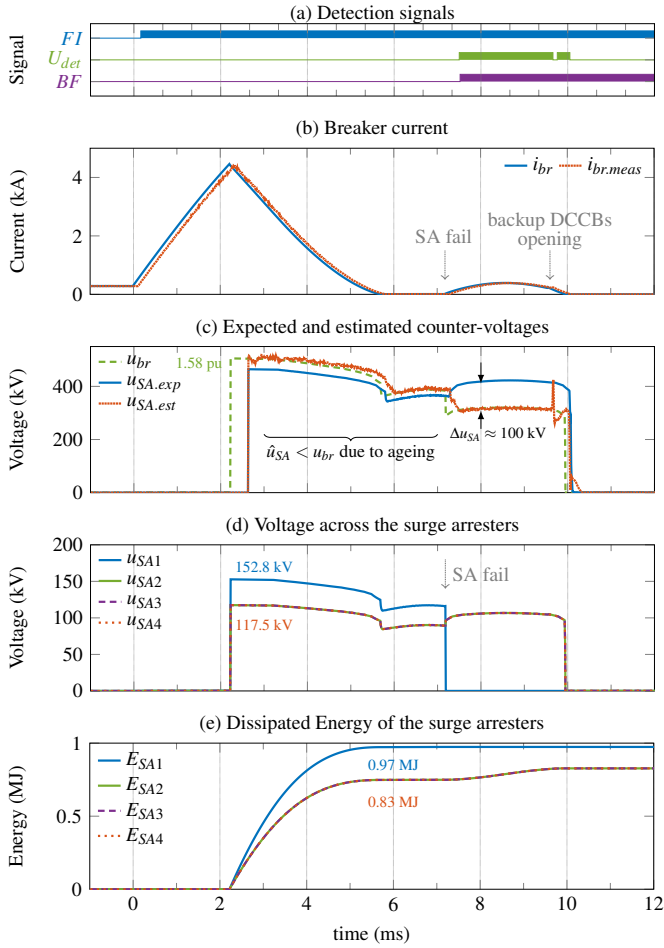 (a) Detection signals
Signal
FI
U_det
BF
(b) Breaker current
Current (kA)
4
2
0
i_br
i_br.meas
SA fail
backup DCCBs
opening
(c) Expected and estimated counter-voltages
Voltage (kV)
400
200
0
u_br
1.58 pu
u_SA.exp
u_SA.est
û_SA < u_br due to ageing
Δu_SA ≈ 100 kV
(d) Voltage across the surge arresters
Voltage (kV)
200
150
100
50
0
u_SA1
u_SA2
u_SA3
u_SA4
152.8 kV
117.5 kV
SA fail
(e) Dissipated Energy of the surge arresters
Energy (MJ)
1
0.5
0
E_SA1
E_SA2
E_SA3
E_SA4
0.97 MJ
0.83 MJ
0 2 4 6 8 10 12
time (ms)